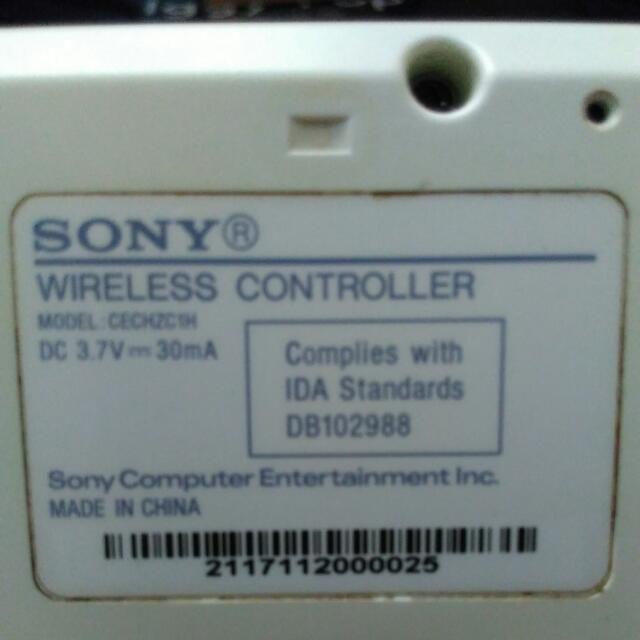 SONY®
WIRELESS CONTROLLER
MODEL: CECHZC1H
DC 3.7V⎓30mA
Complies with
IDA Standards
DB102988
Sony Computer Entertainment Inc.
MADE IN CHINA
2117112000025